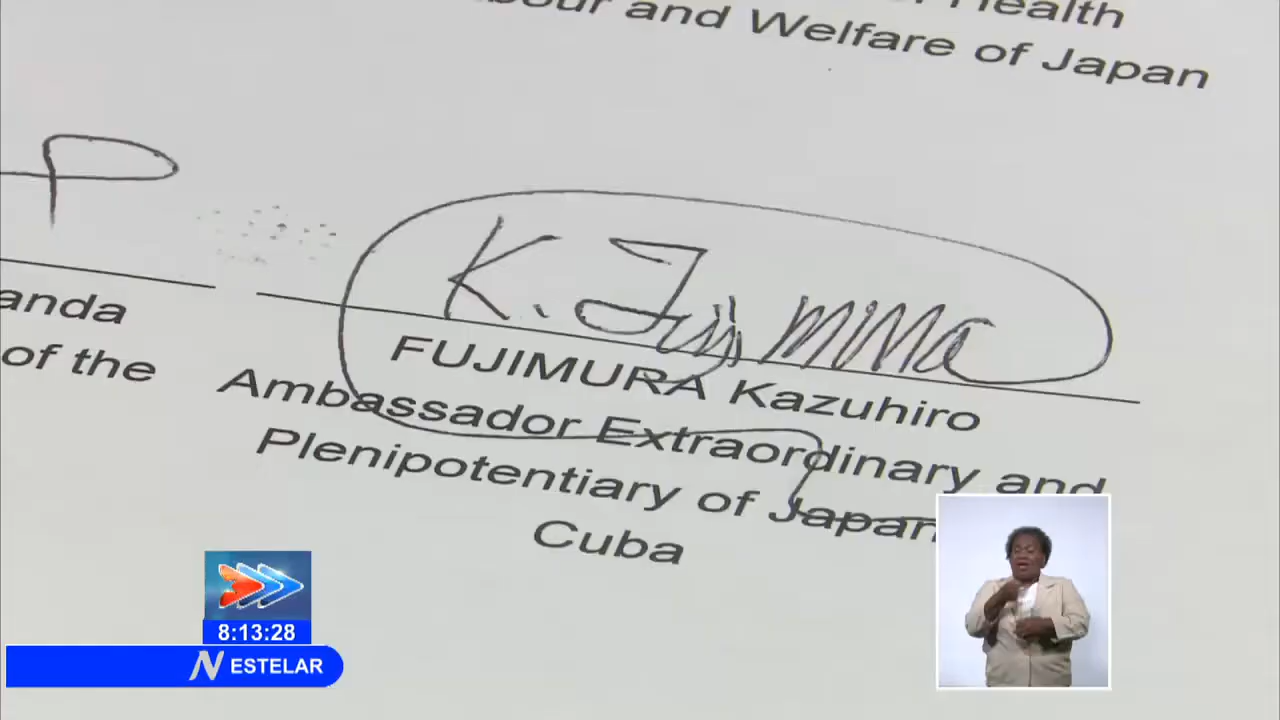 Health
and Welfare of Japan
K. Fujimura
anda
of the
FUJIMURA Kazuhiro
Ambassador Extraordinary and
Plenipotentiary of Japan
Cuba
8:13:28
N ESTELAR